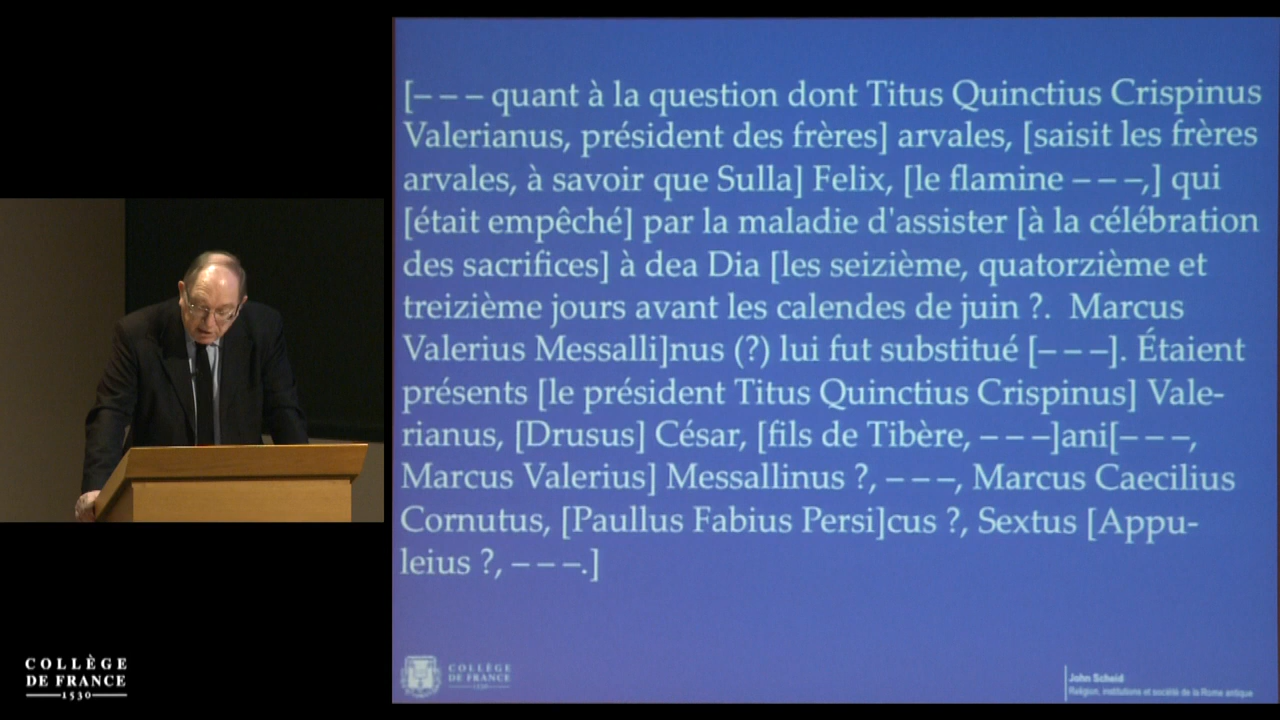 [– – – quant à la question dont Titus Quinctius Crispinus
Valerianus, président des frères] arvales, [saisit les frères
arvales, à savoir que Sulla] Felix, [le flamine – – –,] qui
[était empêché] par la maladie d'assister [à la célébration
des sacrifices] à dea Dia [les seizième, quatorzième et
treizième jours avant les calendes de juin ?. Marcus
Valerius Messalli]nus (?) lui fut substitué [– – –]. Étaient
présents [le président Titus Quinctius Crispinus] Vale-
rianus, [Drusus] César, [fils de Tibère, – – –]ani[– – –,
Marcus Valerius] Messallinus ?, – – –, Marcus Caecilius
Cornutus, [Paullus Fabius Persi]cus ?, Sextus [Appu-
leius ?, – – –.]
COLLÈGE
DE FRANCE
1530
COLLÈGE
DE FRANCE
1530
John Scheid
Religion, institutions et société de la Rome antique